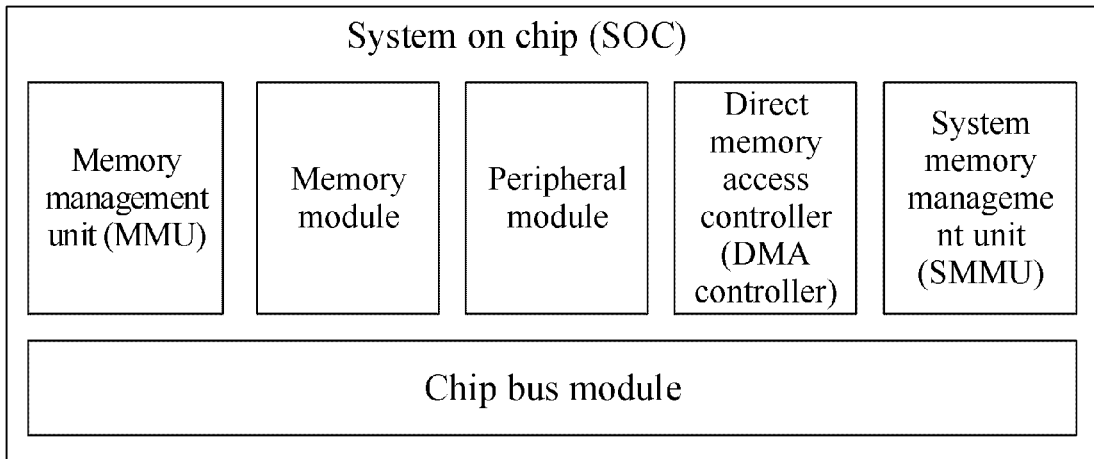 System on chip (SOC)
Memory
management
unit (MMU)
Memory
module
Peripheral
module
Direct
memory
access
controller
(DMA
controller)
System
memory
manageme
nt unit
(SMMU)
Chip bus module